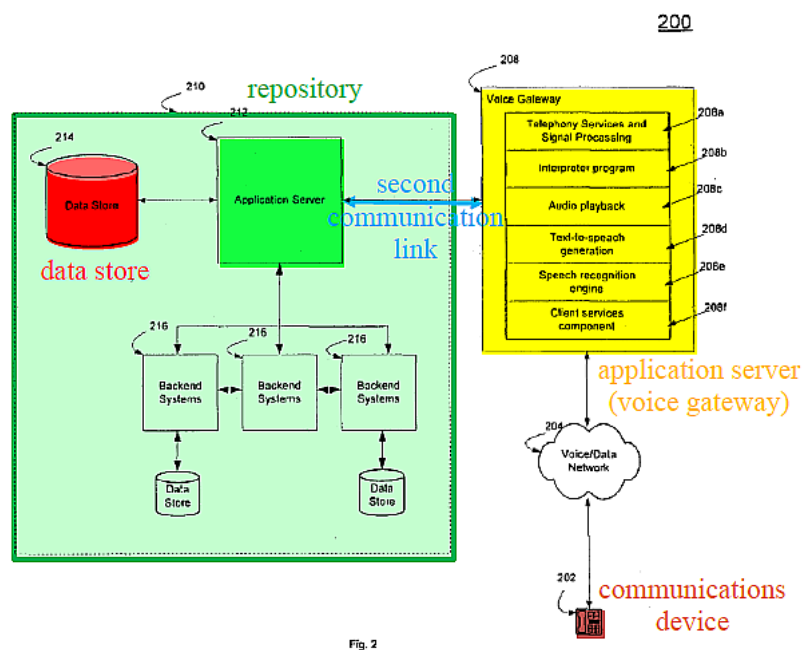 200
208
210
repository
Voice Gateway
212
208a
Telephony Services and
Signal Processing
214
208b
Interpreter program
208c
Data Store
Application Server
second
communication
link
Audio playback
208d
Text-to-speach
generation
data store
208e
Speech recognition
engine
208f
Client services
component
216
216
216
Backend
Systems
Backend
Systems
Backend
Systems
application server
(voice gateway)
204
Voice/Data
Network
Data
Store
Data
Store
202
communications
device
Fig. 2